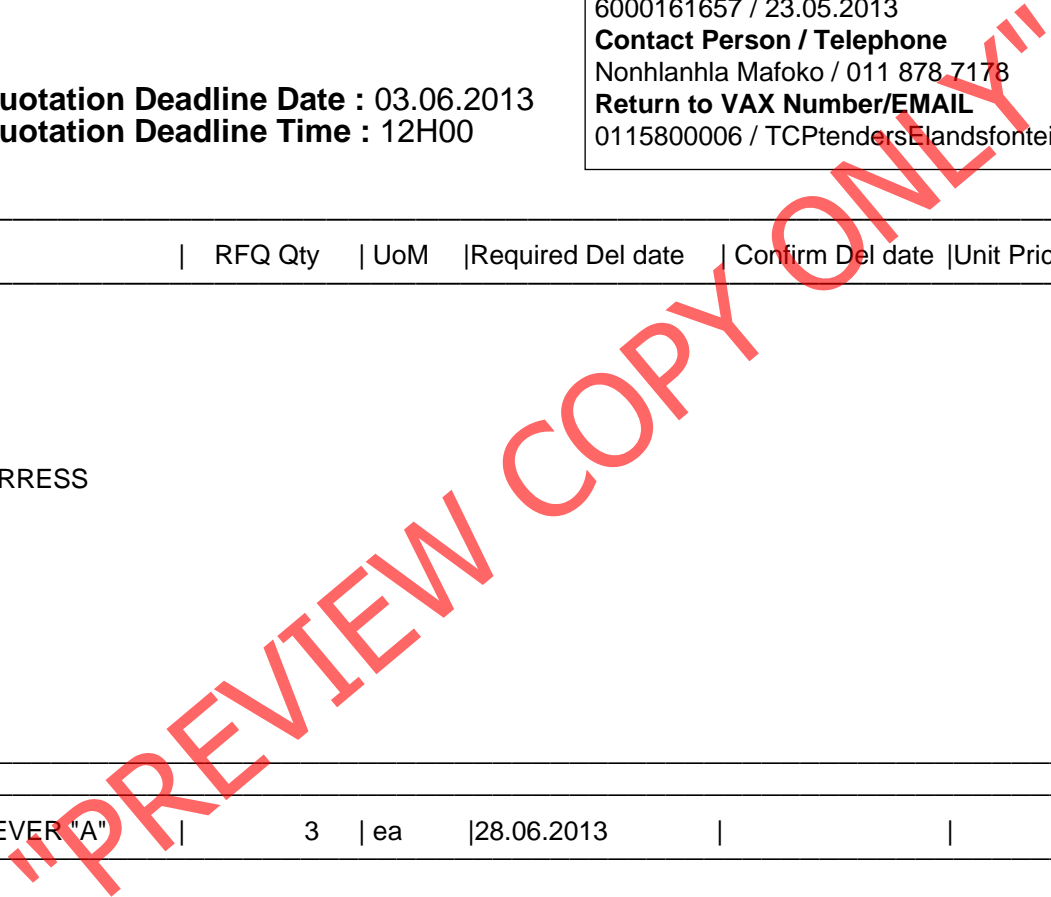 6000161657 / 23.05.2013
Contact Person / Telephone
Nonhlanhla Mafoko / 011 878 7178
Return to VAX Number/EMAIL
0115800006 / TCPtendersElandsfontei
uotation Deadline Date : 03.06.2013
uotation Deadline Time : 12H00
| RFQ Qty | UoM |Required Del date | Confirm Del date |Unit Pric
RRESS
EVER "A" | 3 | ea |28.06.2013 | |
"PREVIEW COPY ONLY"